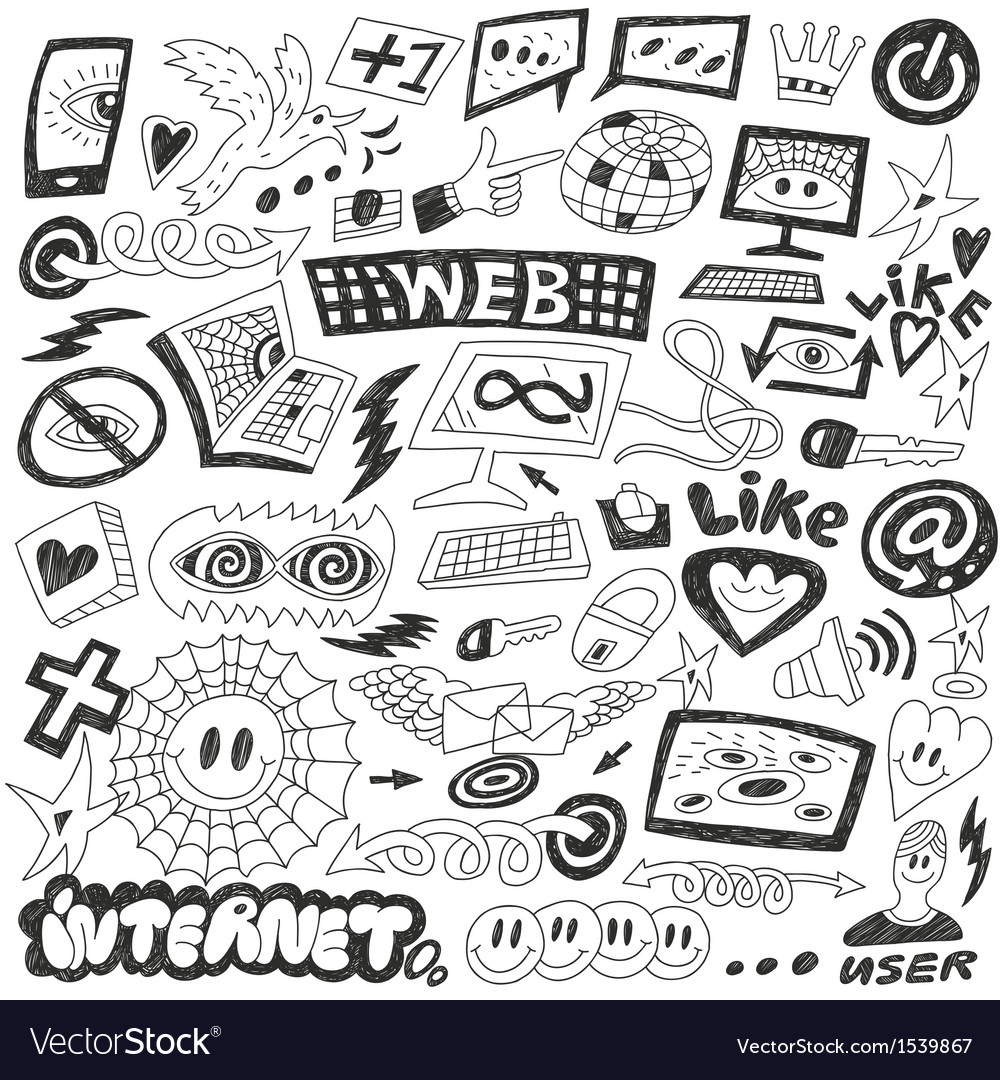 +1
WEB
LiKE
Like
@
iNTERNET
USER
VectorStock®
VectorStock.com/1539867